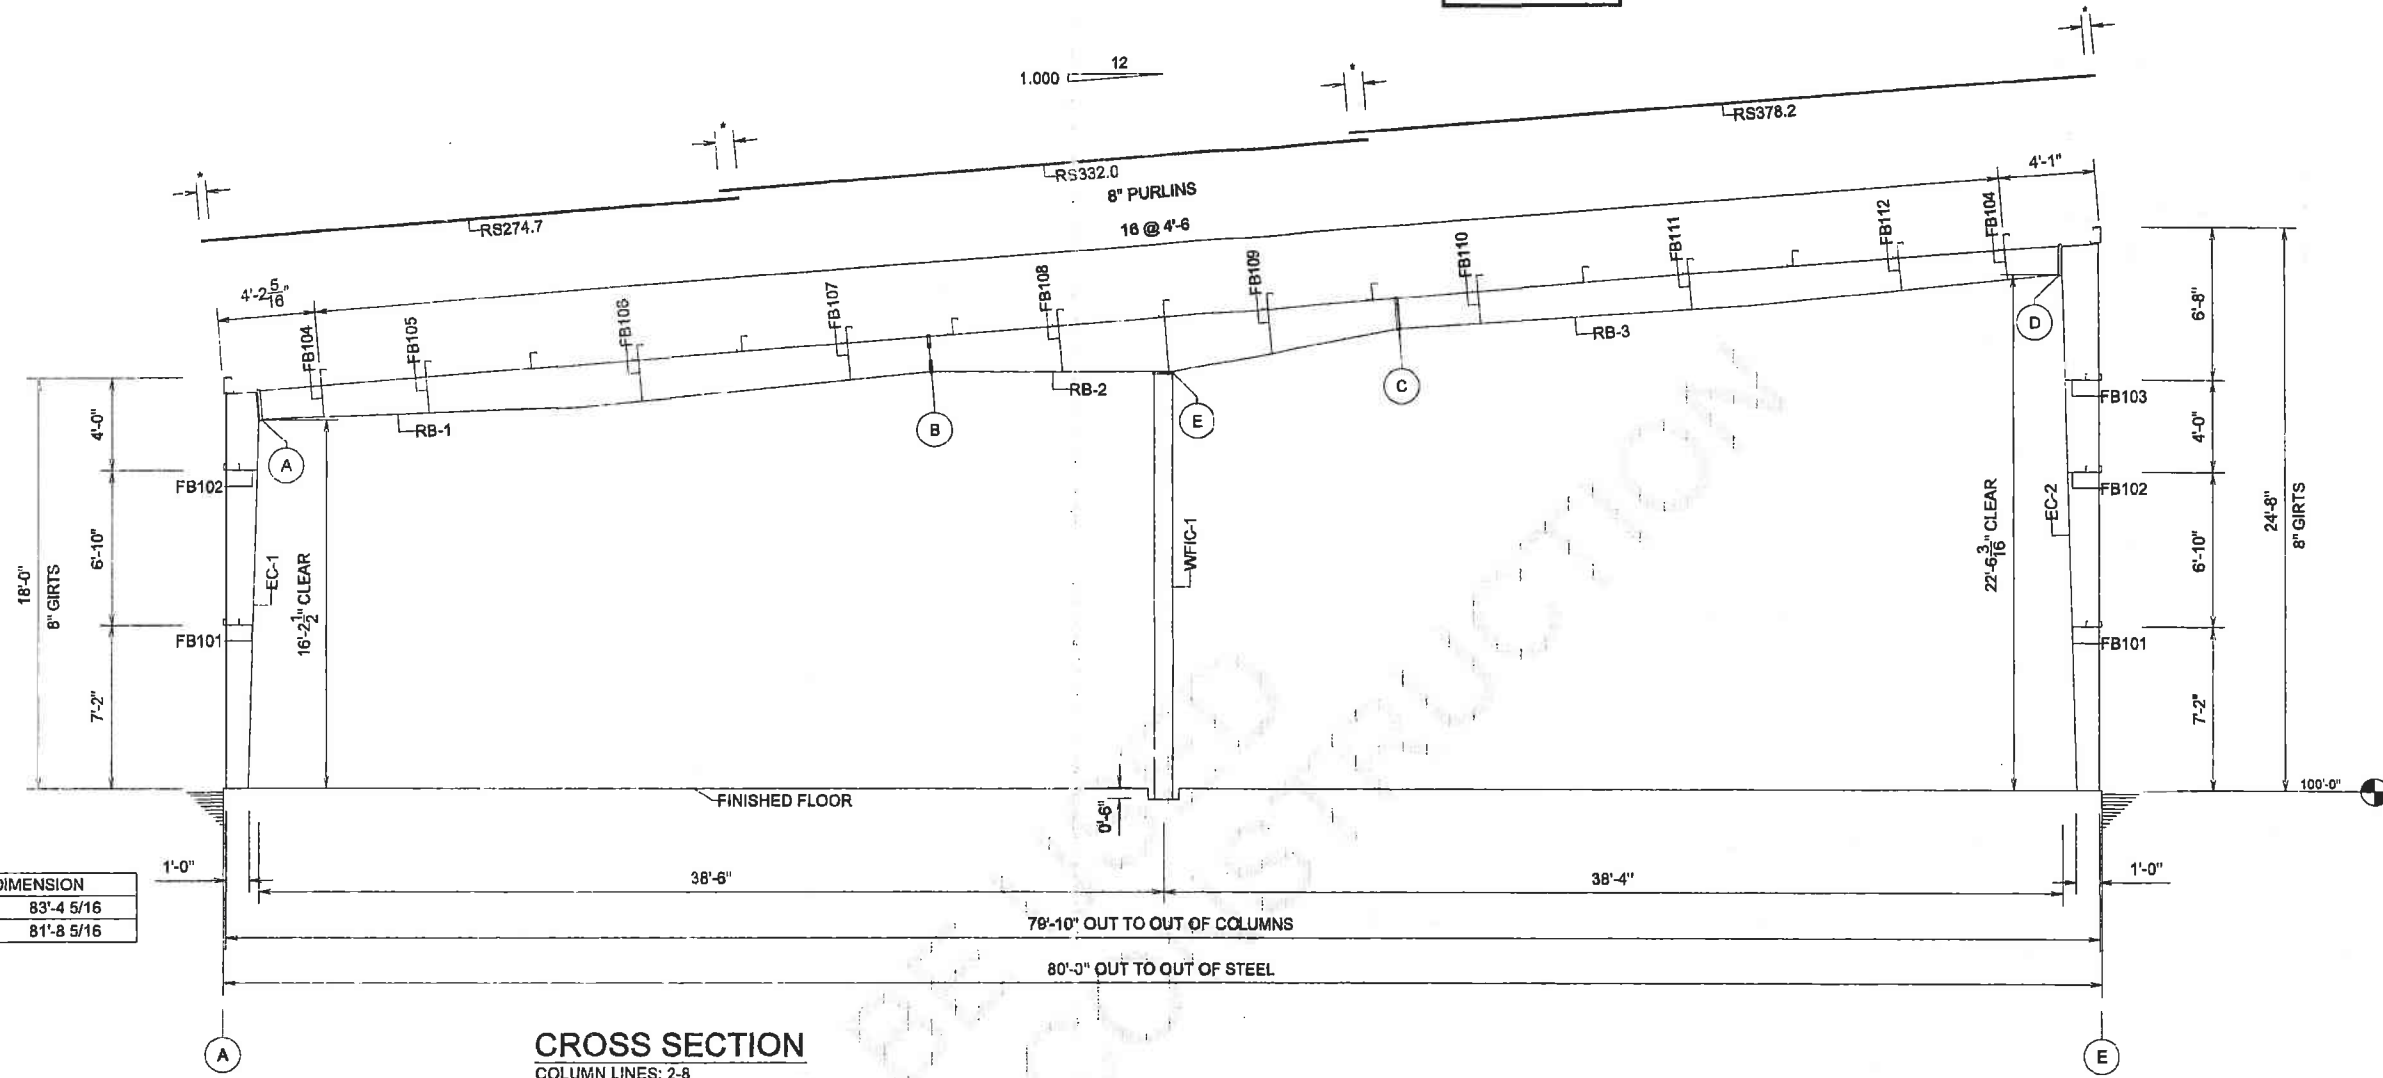 1.000
12
*
*
*
*
RS378.2
RS332.0
RS274.7
8" PURLINS
16 @ 4'-6
4'-1"
4'-2 5/16"
FB104
FB105
FB106
FB107
FB108
FB109
FB110
FB111
FB112
FB104
RB-1
RB-2
RB-3
A
B
E
C
D
18'-0"
8" GIRTS
4'-0"
6'-10"
7'-2"
FB102
FB101
EC-1
16'-2 1/2" CLEAR
WFIC-1
22'-6 3/16" CLEAR
EC-2
FB103
FB102
FB101
6'-8"
4'-0"
6'-10"
7'-2"
24'-8"
8" GIRTS
100'-0"
FINISHED FLOOR
0'-6"
DIMENSION
83'-4 5/16
81'-8 5/16
1'-0"
38'-6"
38'-4"
1'-0"
79'-10" OUT TO OUT OF COLUMNS
80'-0" OUT TO OUT OF STEEL
A
E
CROSS SECTION
COLUMN LINES: 2-8
CONSTRUCTION